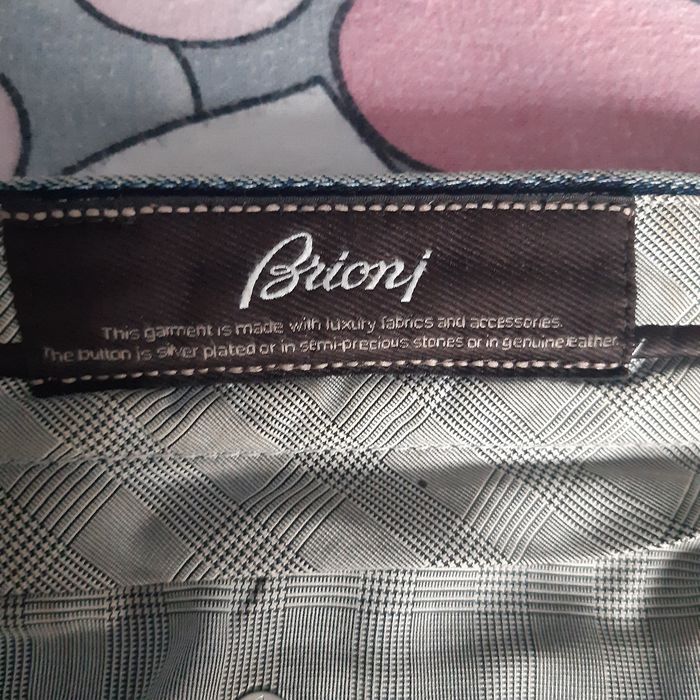 Brioni
This garment is made with luxury fabrics and accessories.
The button is silver plated or in semi-precious stones or in genuine leather.